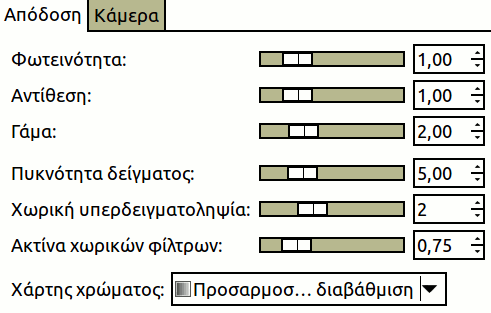 Απόδοση Κάμερα
Φωτεινότητα: 1,00
Αντίθεση: 1,00
Γάμα: 2,00
Πυκνότητα δείγματος: 5,00
Χωρική υπερδειγματοληψία: 2
Ακτίνα χωρικών φίλτρων: 0,75
Χάρτης χρώματος: Προσαρμοσ... διαβάθμιση